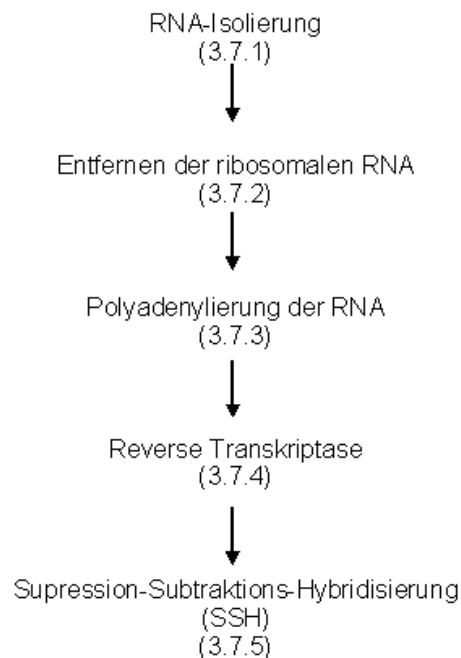 RNA-Isolierung
(3.7.1)
Entfernen der ribosomalen RNA
(3.7.2)
Polyadenylierung der RNA
(3.7.3)
Reverse Transkriptase
(3.7.4)
Supression-Subtraktions-Hybridisierung
(SSH)
(3.7.5)